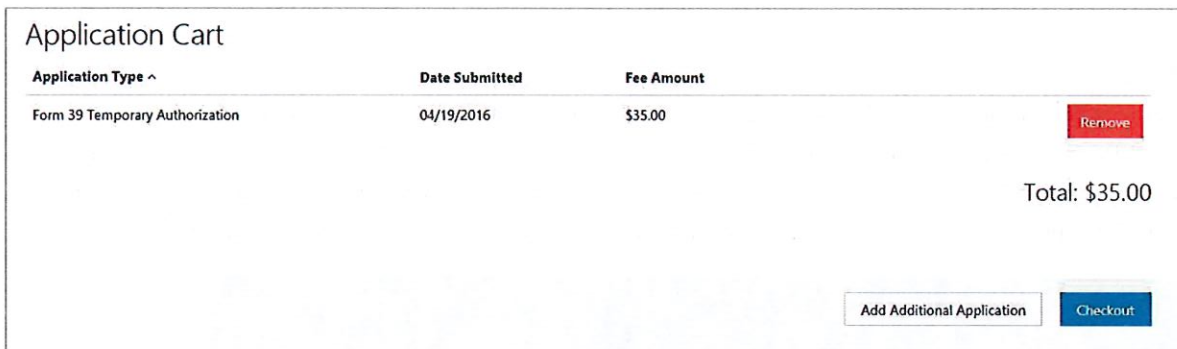 Application Cart
Application Type ^ Date Submitted Fee Amount
Form 39 Temporary Authorization 04/19/2016 $35.00 Remove
Total: $35.00
Add Additional Application Checkout